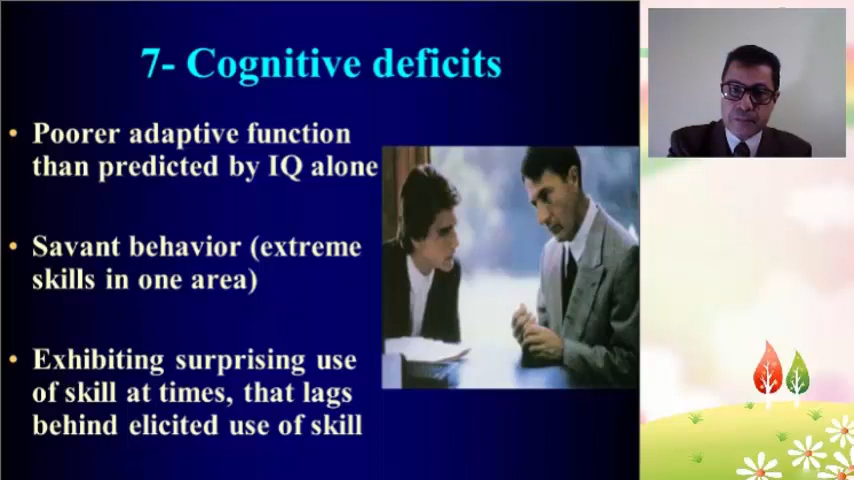 7- Cognitive deficits
• Poorer adaptive function
than predicted by IQ alone
• Savant behavior (extreme
skills in one area)
• Exhibiting surprising use
of skill at times, that lags
behind elicited use of skill